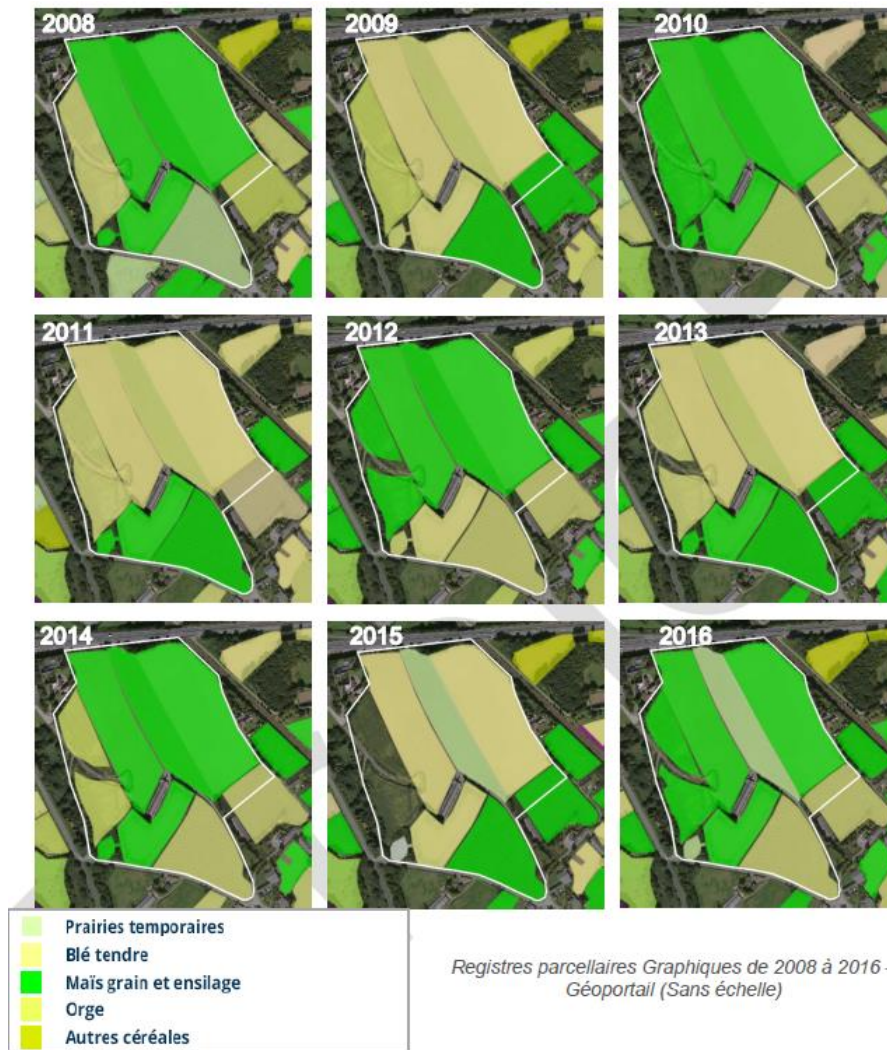 2008
2009
2010
2011
2012
2013
2014
2015
2016
Prairies temporaires
Blé tendre
Maïs grain et ensilage
Orge
Autres céréales
Registres parcellaires Graphiques de 2008 à 2016 -
Géoportail (Sans échelle)